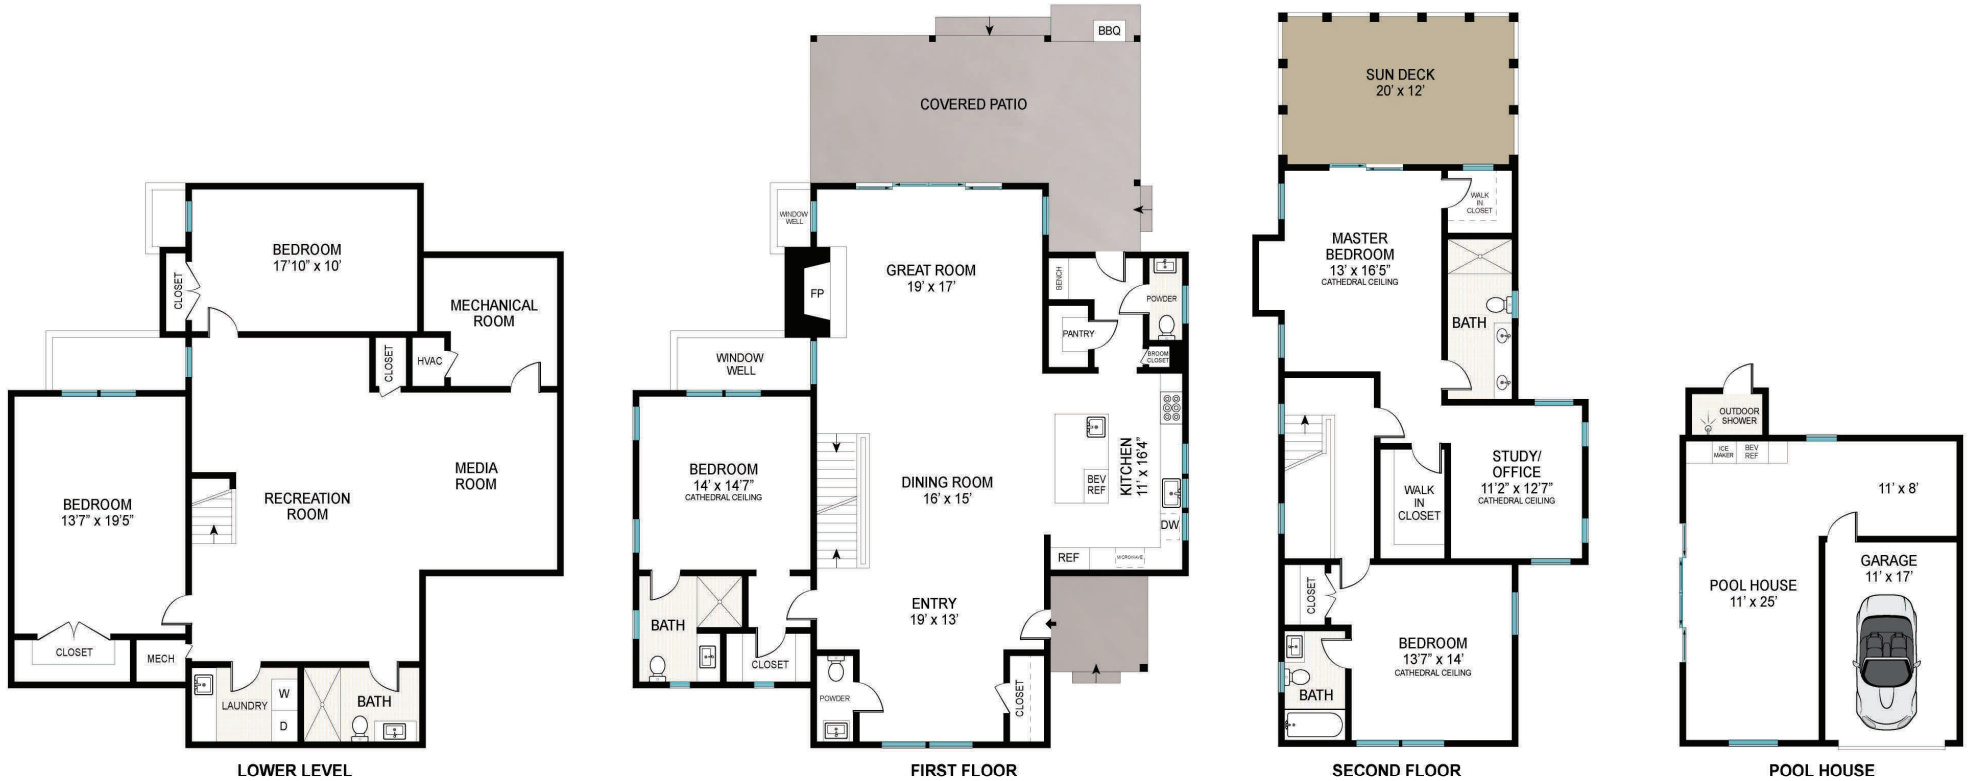 BEDROOM
17'10" x 10'
CLOSET
MECHANICAL
ROOM
CLOSET
HVAC
BEDROOM
13'7" x 19'5"
RECREATION
ROOM
MEDIA
ROOM
CLOSET
MECH
LAUNDRY
W
D
BATH
LOWER LEVEL
BBQ
COVERED PATIO
WINDOW
WELL
FP
GREAT ROOM
19' x 17'
BENCH
POWDER
PANTRY
BROOM
CLOSET
WINDOW
WELL
BEDROOM
14' x 14'7"
CATHEDRAL CEILING
DINING ROOM
16' x 15'
BEV
REF
KITCHEN
11' x 16'4"
DW
REF
MICROWAVE
ENTRY
19' x 13'
BATH
CLOSET
POWDER
CLOSET
FIRST FLOOR
SUN DECK
20' x 12'
WALK
IN
CLOSET
MASTER
BEDROOM
13' x 16'5"
CATHEDRAL CEILING
BATH
STUDY/
OFFICE
11'2" x 12'7"
CATHEDRAL CEILING
WALK
IN
CLOSET
CLOSET
BEDROOM
13'7" x 14'
CATHEDRAL CEILING
BATH
SECOND FLOOR
OUTDOOR
SHOWER
ICE
MAKER
BEV
REF
11' x 8'
POOL HOUSE
11' x 25'
GARAGE
11' x 17'
POOL HOUSE